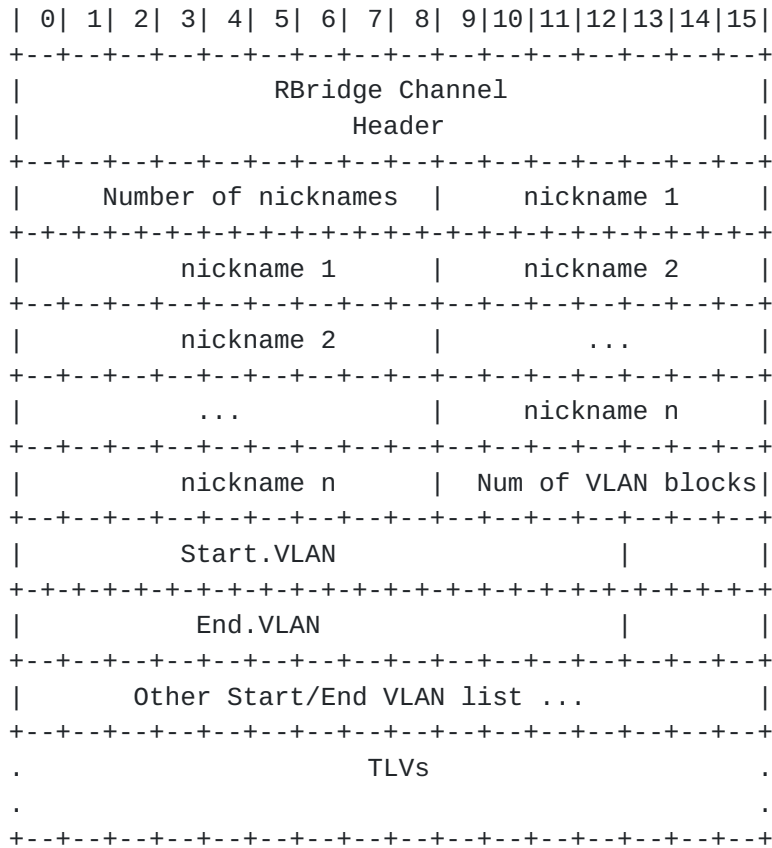 | 0| 1| 2| 3| 4| 5| 6| 7| 8| 9|10|11|12|13|14|15|
+--+--+--+--+--+--+--+--+--+--+--+--+--+--+--+--+
|                RBridge Channel                |
|                     Header                    |
+--+--+--+--+--+--+--+--+--+--+--+--+--+--+--+--+
|     Number of nicknames  |     nickname 1     |
+-+-+-+-+-+-+-+-+-+-+-+-+-+-+-+-+-+-+-+-+-+-+-+-+
|          nickname 1      |     nickname 2     |
+--+--+--+--+--+--+--+--+--+--+--+--+--+--+--+--+
|          nickname 2      |         ...        |
+--+--+--+--+--+--+--+--+--+--+--+--+--+--+--+--+
|           ...            |     nickname n     |
+--+--+--+--+--+--+--+--+--+--+--+--+--+--+--+--+
|          nickname n      |  Num of VLAN blocks|
+--+--+--+--+--+--+--+--+--+--+--+--+--+--+--+--+
|          Start.VLAN                  |        |
+-+-+-+-+-+-+-+-+-+-+-+-+-+-+-+-+-+-+-+-+-+-+-+-+
|           End.VLAN                   |        |
+--+--+--+--+--+--+--+--+--+--+--+--+--+--+--+--+
|       Other Start/End VLAN list ...           |
+--+--+--+--+--+--+--+--+--+--+--+--+--+--+--+--+
.                      TLVs                     .
.                                               .
+--+--+--+--+--+--+--+--+--+--+--+--+--+--+--+--+